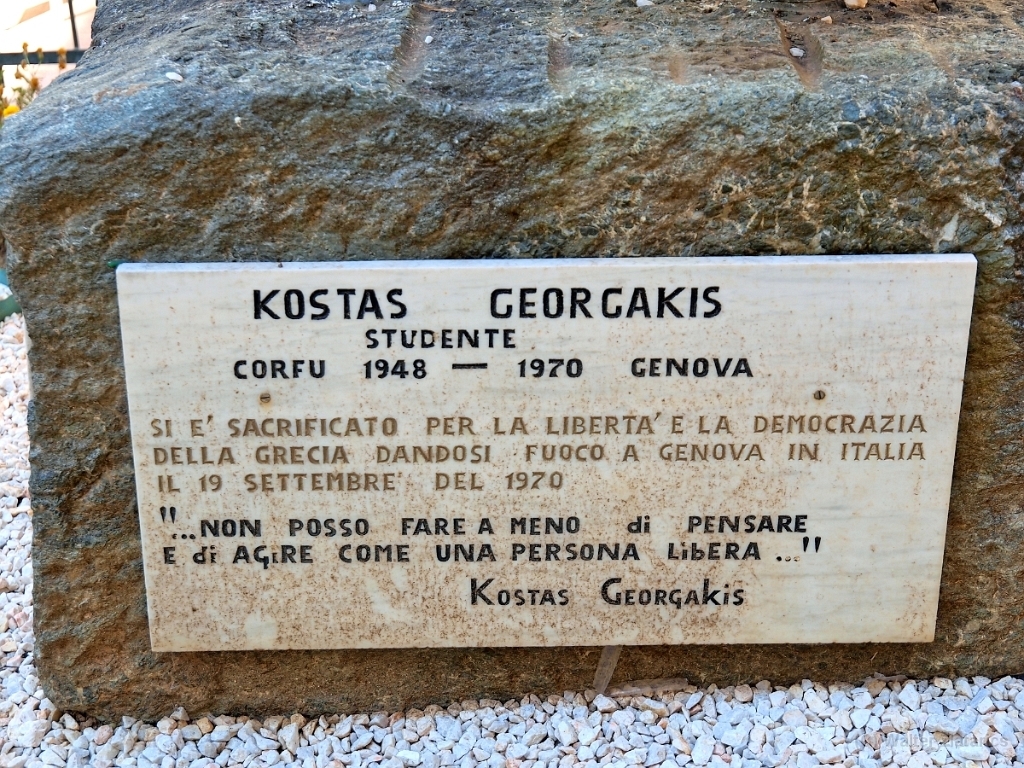 KOSTAS GEORGAKIS
STUDENTE
CORFU 1948 — 1970 GENOVA
SI E' SACRIFICATO PER LA LIBERTA' E LA DEMOCRAZIA
DELLA GRECIA DANDOSI FUOCO A GENOVA IN ITALIA
IL 19 SETTEMBRE DEL 1970
"... NON POSSO FARE A MENO di PENSARE
E di AGIRE COME UNA PERSONA LibERA ..."
KOSTAS GEORGAKIS